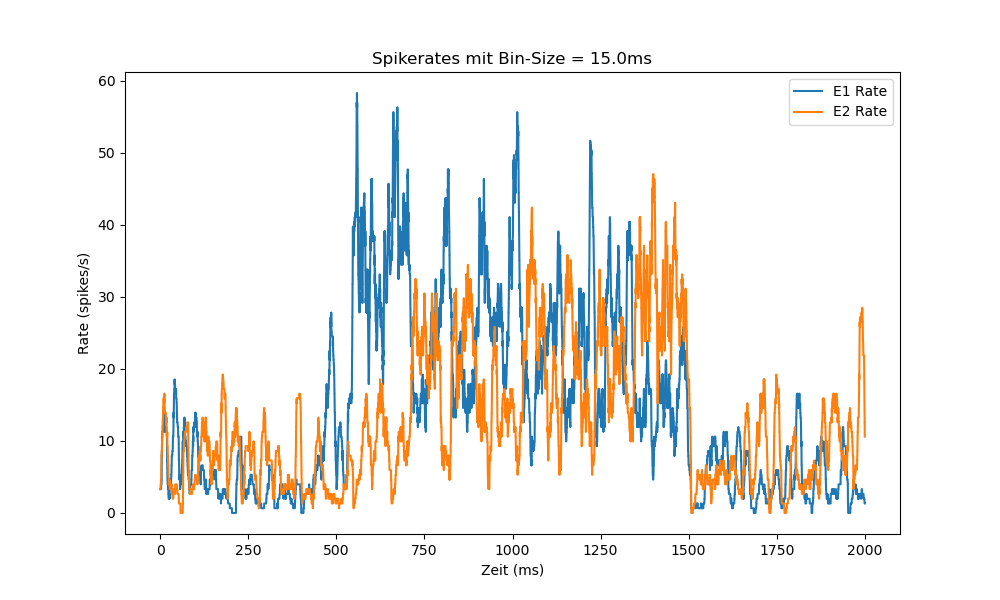 Spikerates mit Bin-Size = 15.0ms
E1 Rate
E2 Rate
Rate (spikes/s)
60
50
40
30
20
10
0
0 250 500 750 1000 1250 1500 1750 2000
Zeit (ms)